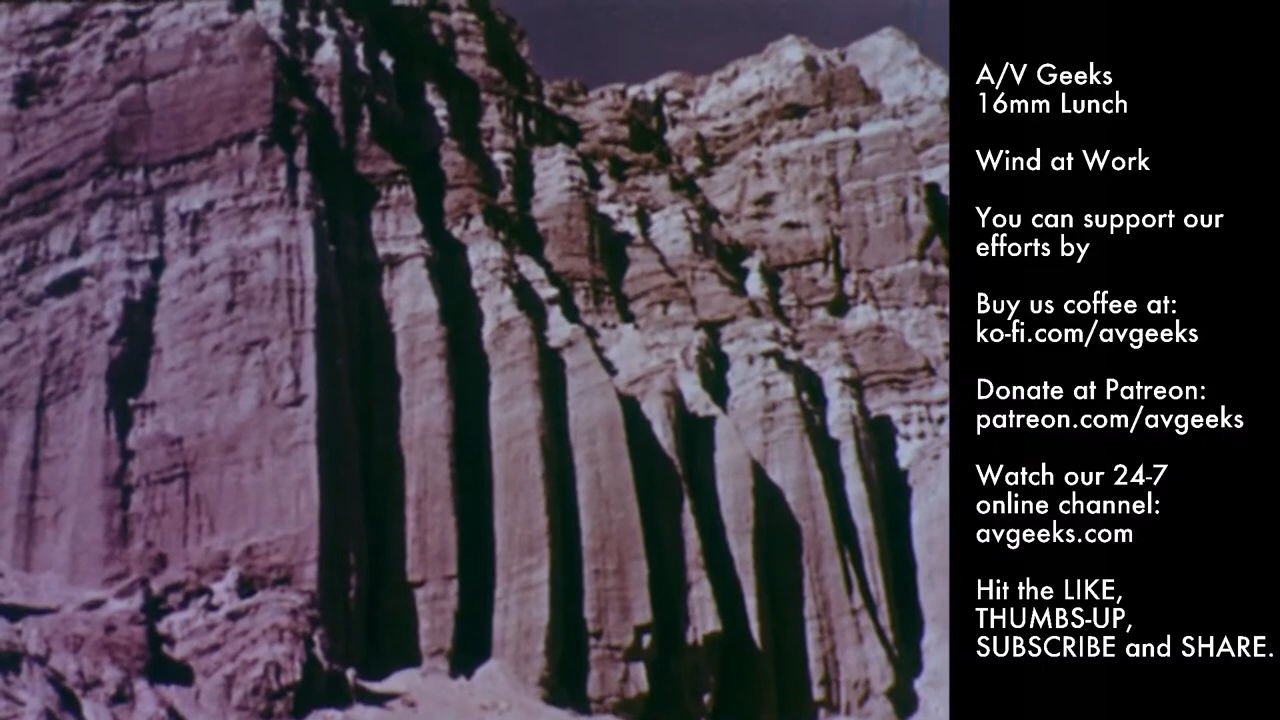 A/V Geeks
16mm Lunch
Wind at Work
You can support our
efforts by
Buy us coffee at:
ko-fi.com/avgeeks
Donate at Patreon:
patreon.com/avgeeks
Watch our 24-7
online channel:
avgeeks.com
Hit the LIKE,
THUMBS-UP,
SUBSCRIBE and SHARE.